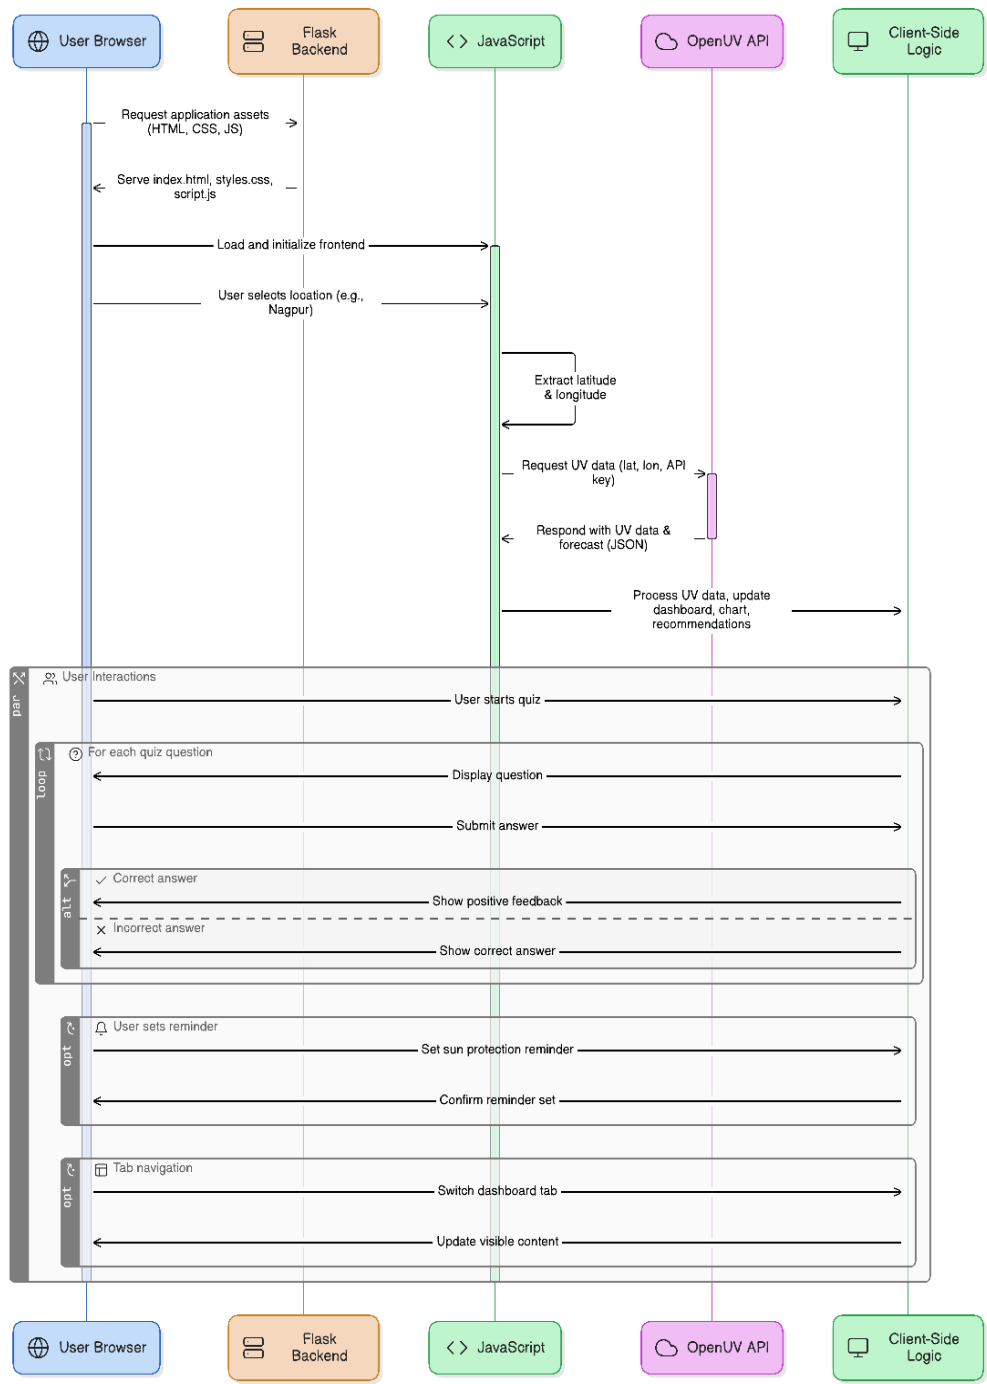 User Browser
Flask
Backend
JavaScript
OpenUV API
Client-Side
Logic
Request application assets
(HTML, CSS, JS)
Serve index.html, styles.css,
script.js
Load and initialize frontend
User selects location (e.g.,
Nagpur)
Extract latitude
& longitude
Request UV data (lat, lon, API
key)
Respond with UV data &
forecast (JSON)
Process UV data, update
dashboard, chart,
recommendations
par
User Interactions
User starts quiz
loop
For each quiz question
Display question
Submit answer
alt
Correct answer
Show positive feedback
Incorrect answer
Show correct answer
opt
User sets reminder
Set sun protection reminder
Confirm reminder set
opt
Tab navigation
Switch dashboard tab
Update visible content
User Browser
Flask
Backend
JavaScript
OpenUV API
Client-Side
Logic